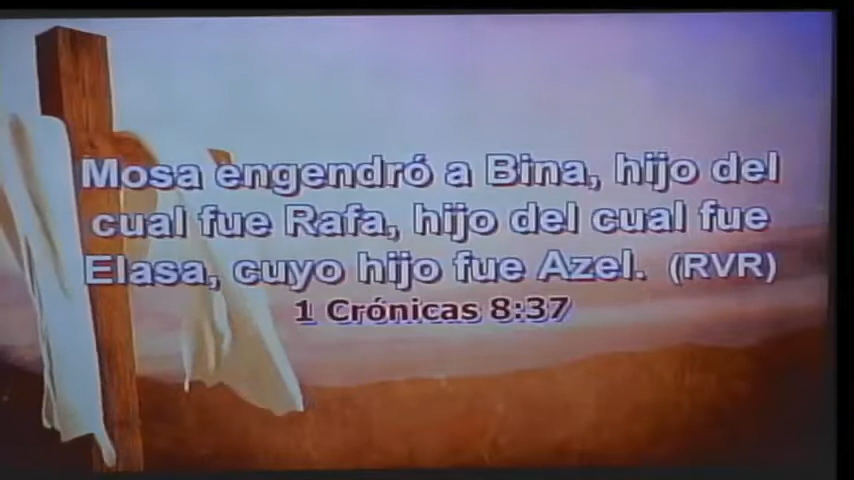 Mosa engendró a Bina, hijo del
cual fue Rafa, hijo del cual fue
Elasa, cuyo hijo fue Azel. (RVR)
1 Crónicas 8:37